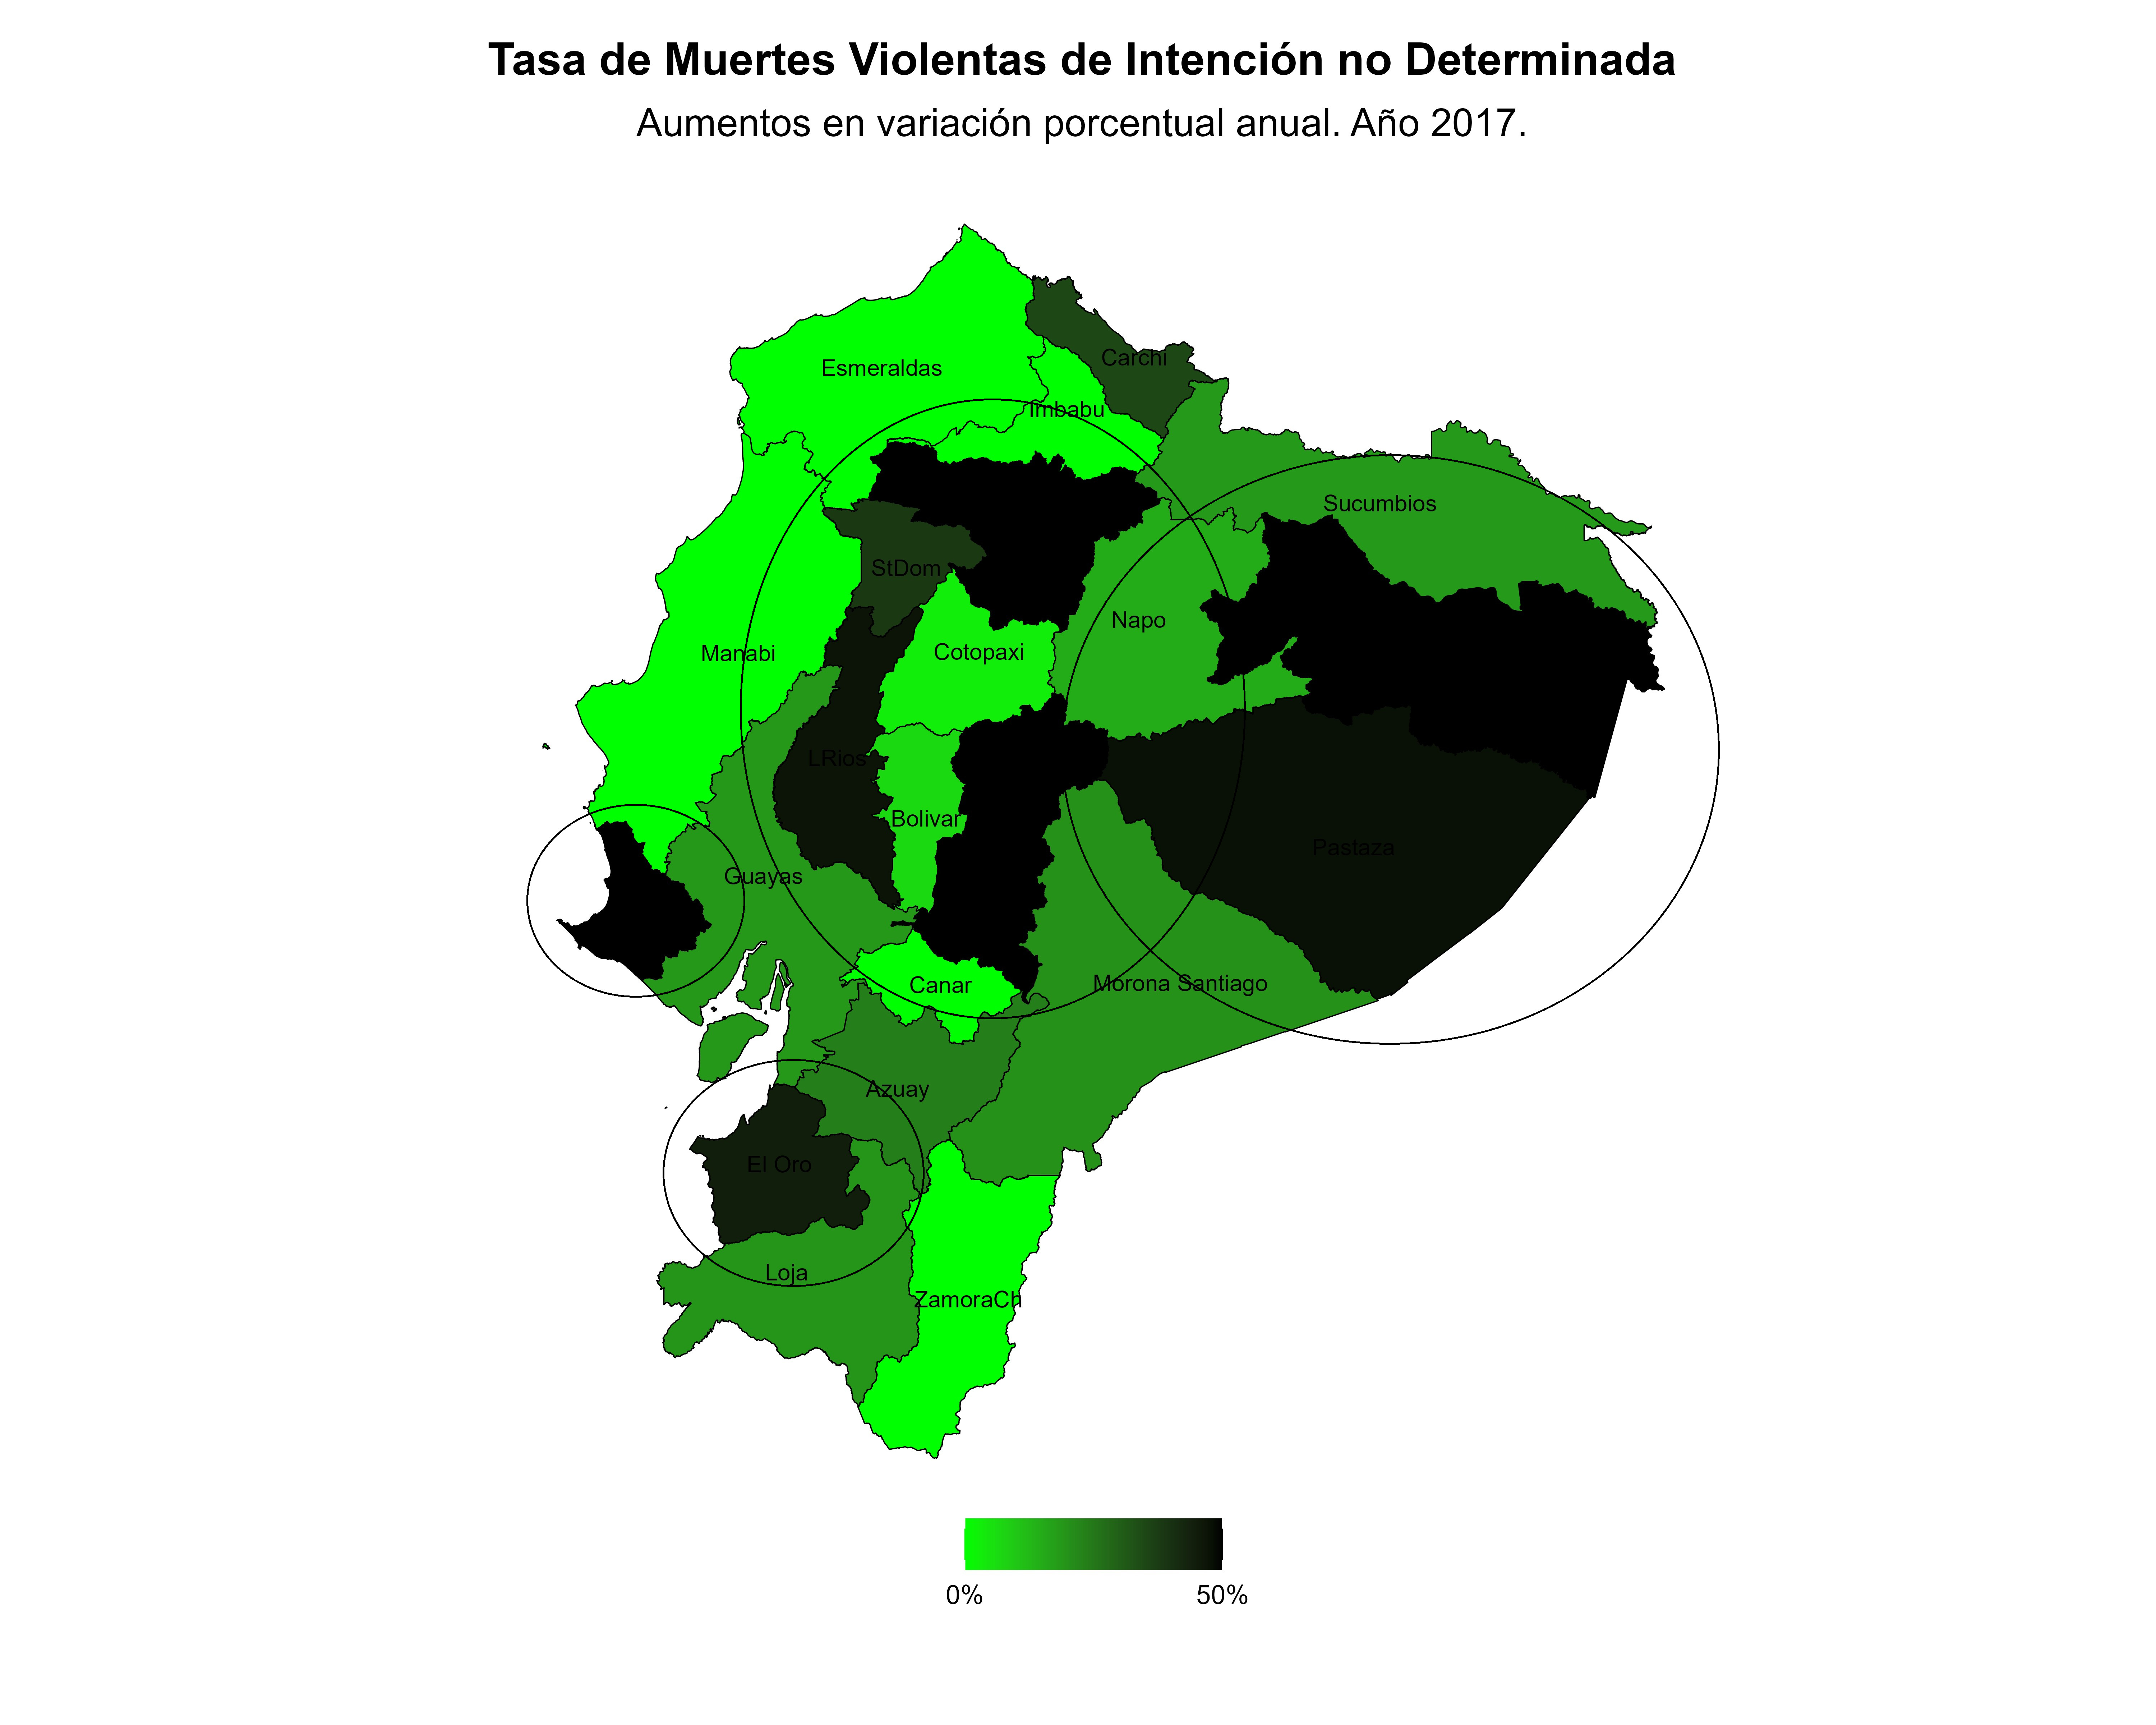 Tasa de Muertes Violentas de Intención no Determinada
Aumentos en variación porcentual anual. Año 2017.
Carchi
Esmeraldas
Imbabu
Sucumbios
StDom
Napo
Cotopaxi
Manabi
LRios
Bolivar
Pastaza
Guayas
Morona Santiago
Canar
Azuay
El Oro
Loja
ZamoraCh
0%
50%